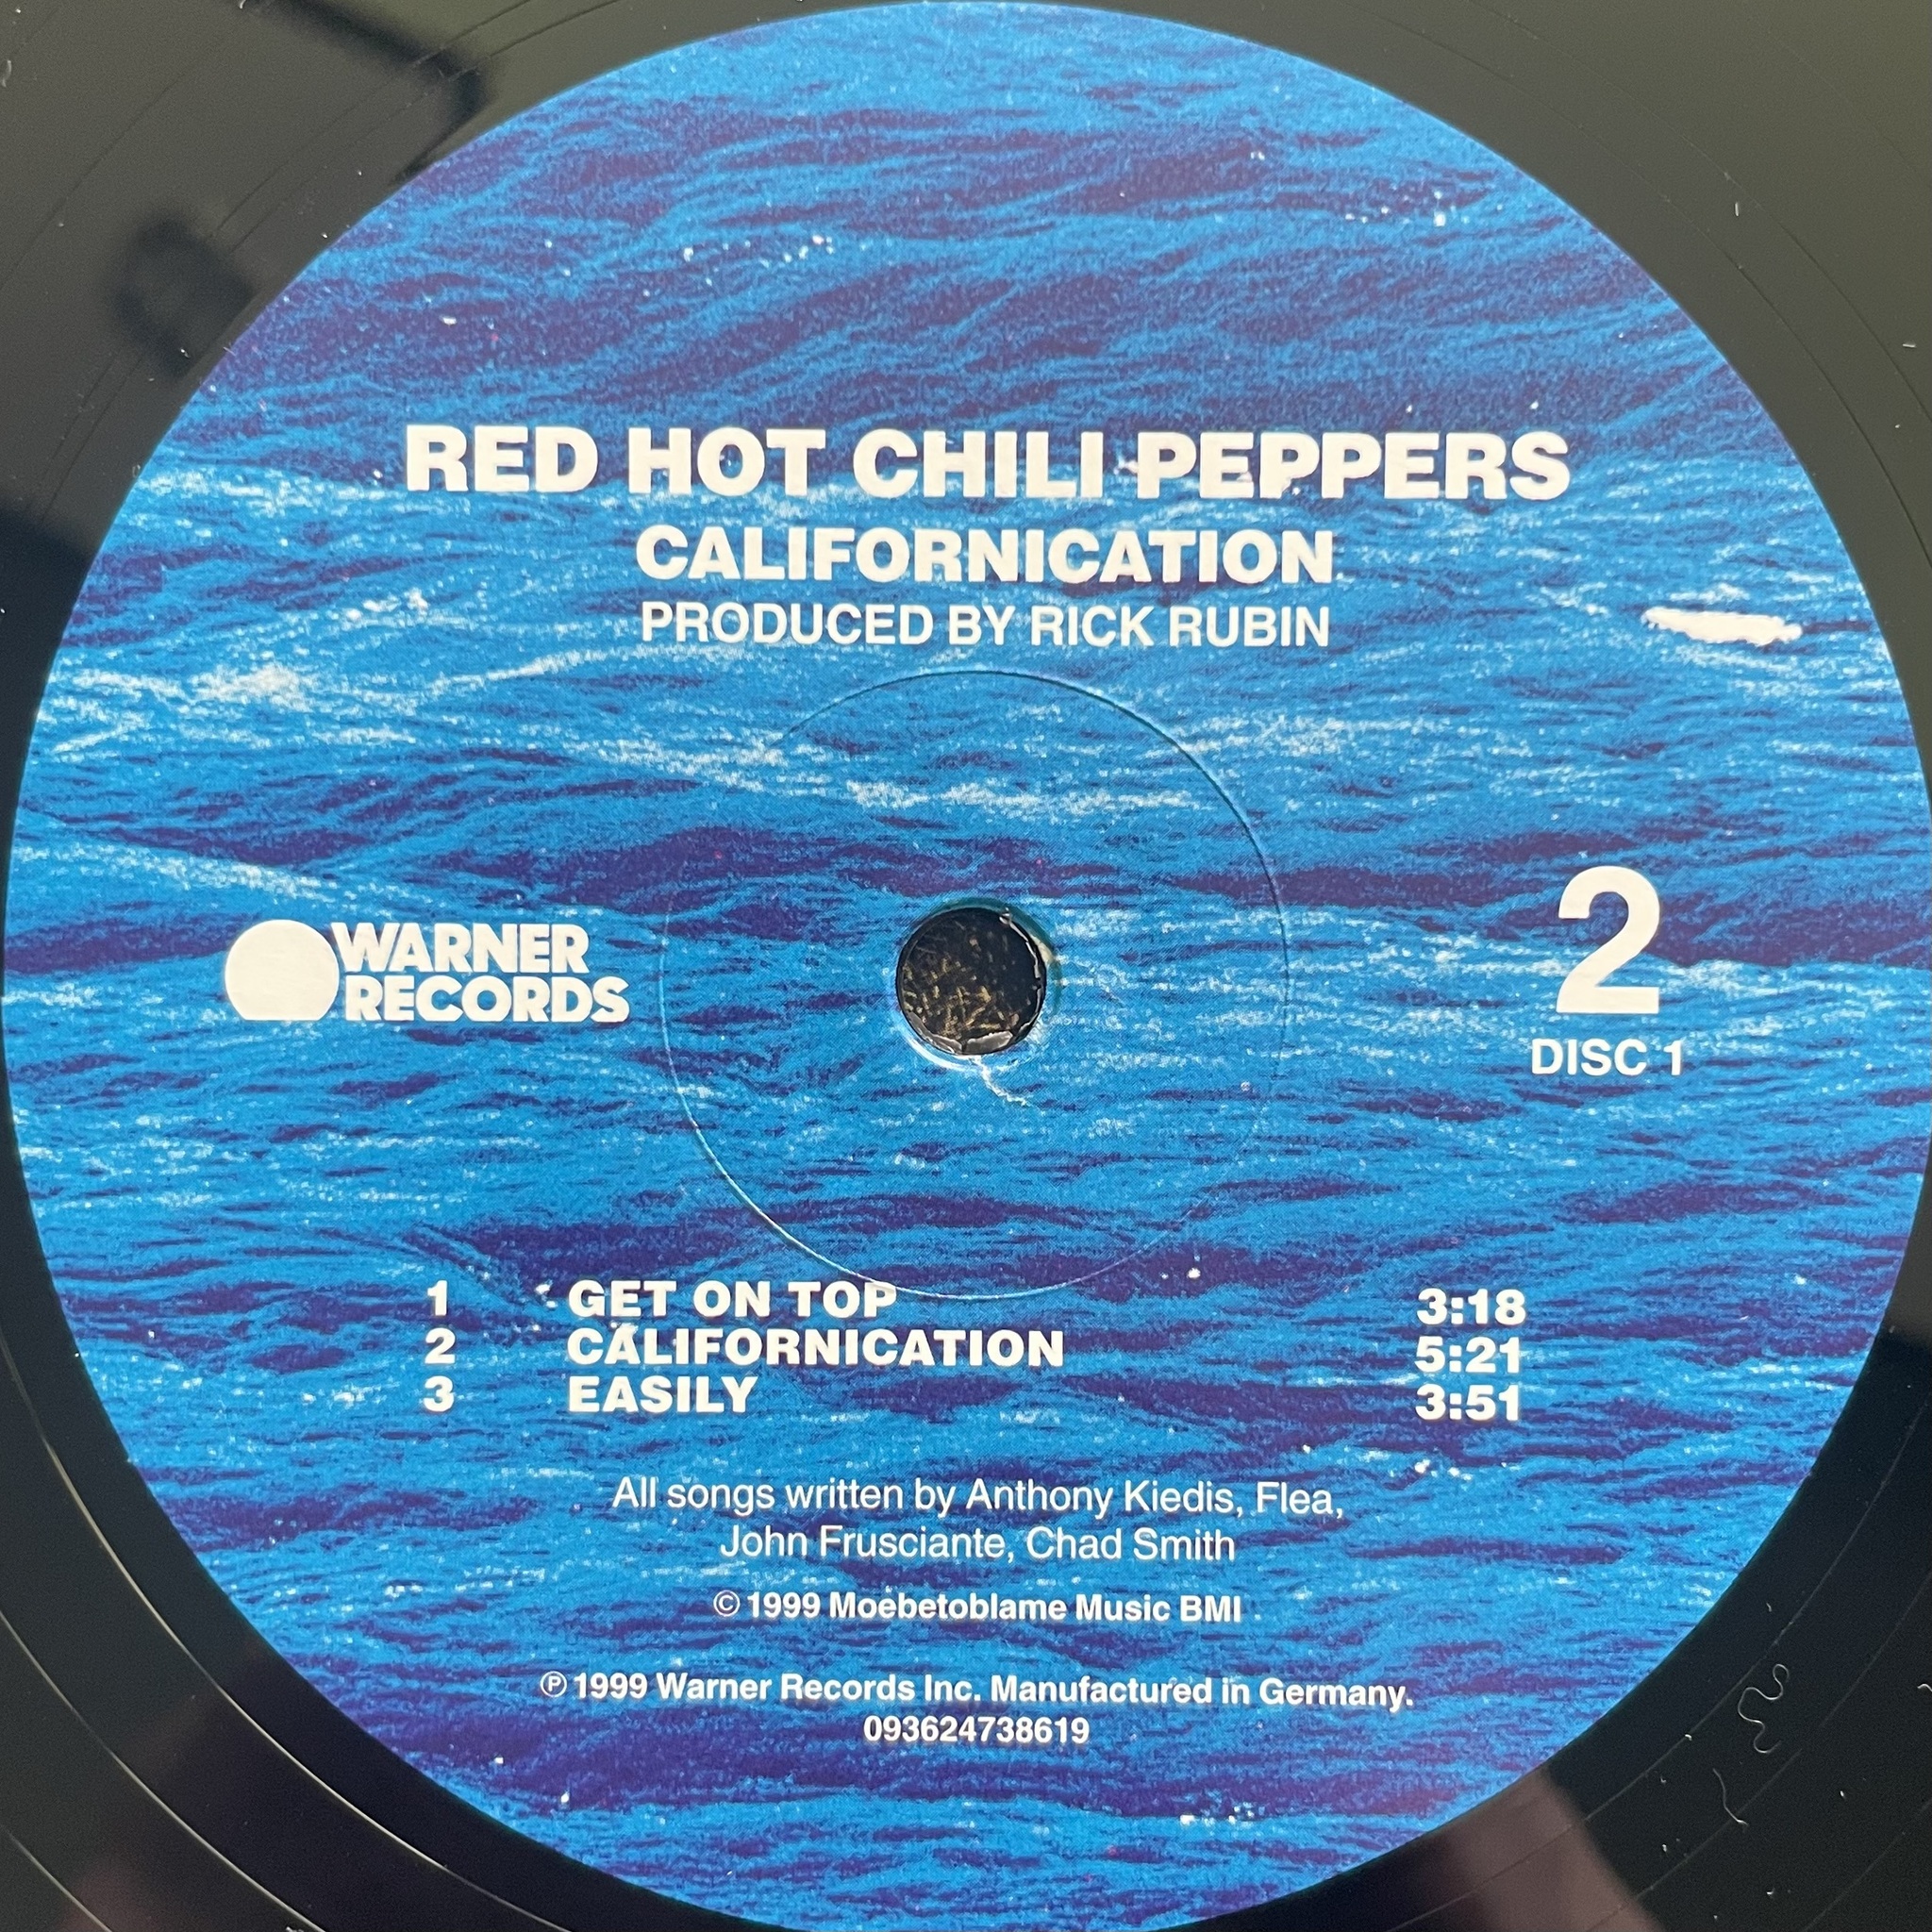 RED HOT CHILI PEPPERS
CALIFORNICATION
PRODUCED BY RICK RUBIN
WARNER
RECORDS
2
DISC 1
1 GET ON TOP 3:18
2 CALIFORNICATION 5:21
3 EASILY 3:51
All songs written by Anthony Kiedis, Flea,
John Frusciante, Chad Smith
© 1999 Moebetoblame Music BMI
℗ 1999 Warner Records Inc. Manufactured in Germany.
093624738619